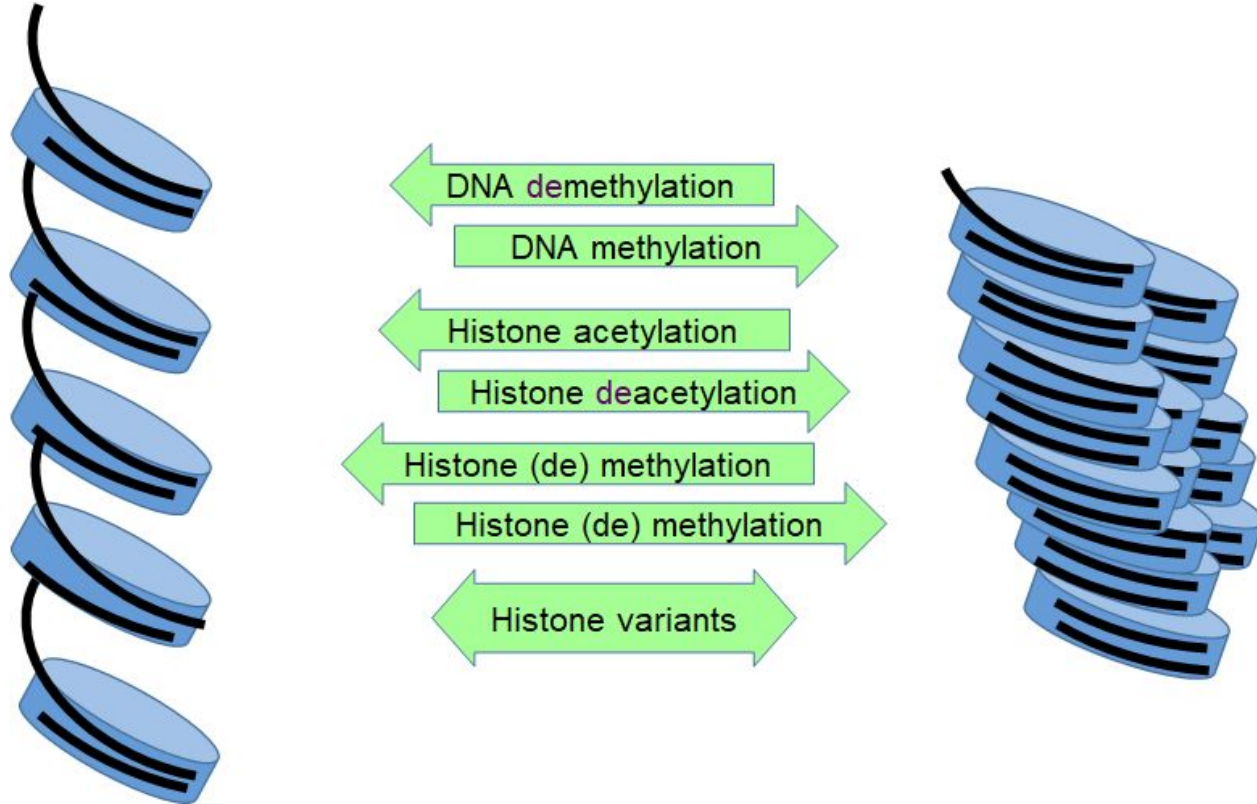 DNA demethylation
DNA methylation
Histone acetylation
Histone deacetylation
Histone (de) methylation
Histone (de) methylation
Histone variants